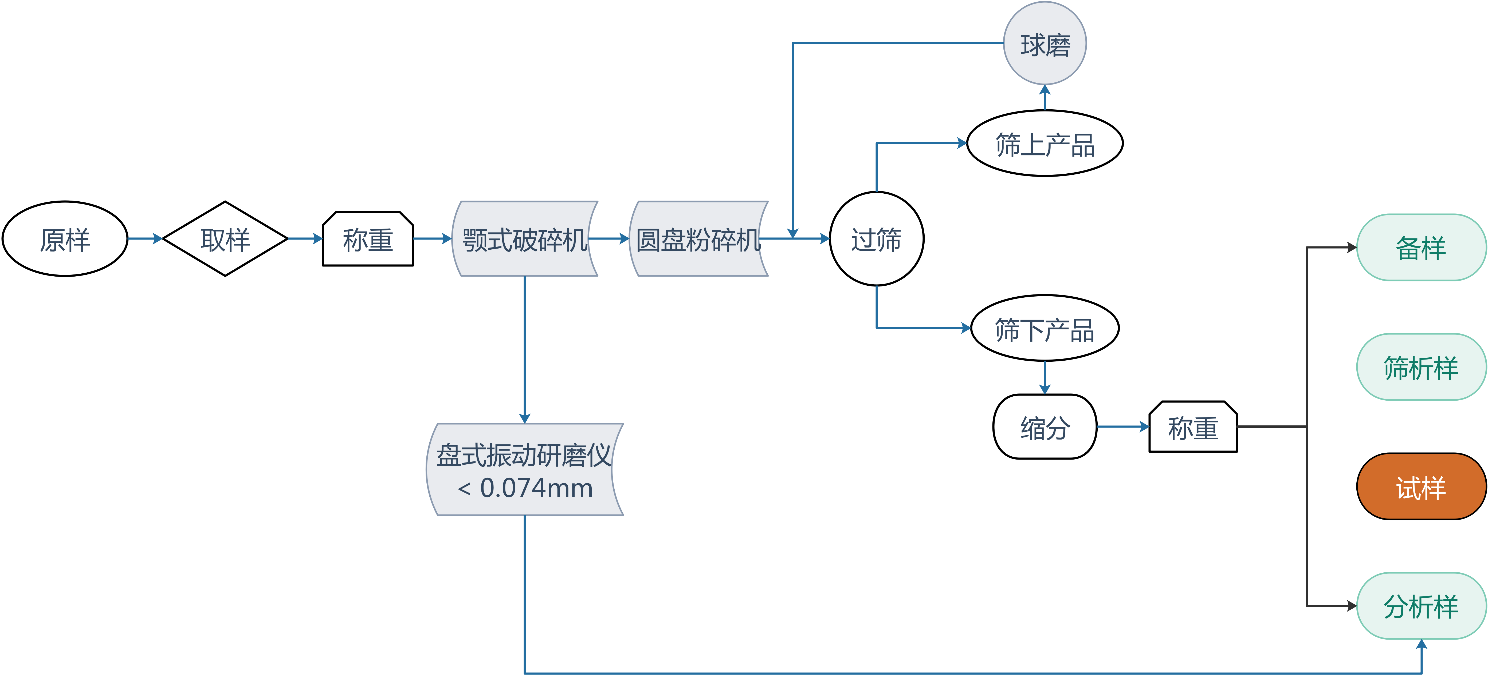 球磨
筛上产品
原样
取样
称重
颚式破碎机
圆盘粉碎机
过筛
备样
筛下产品
筛析样
缩分
称重
盘式振动研磨仪
< 0.074mm
试样
分析样